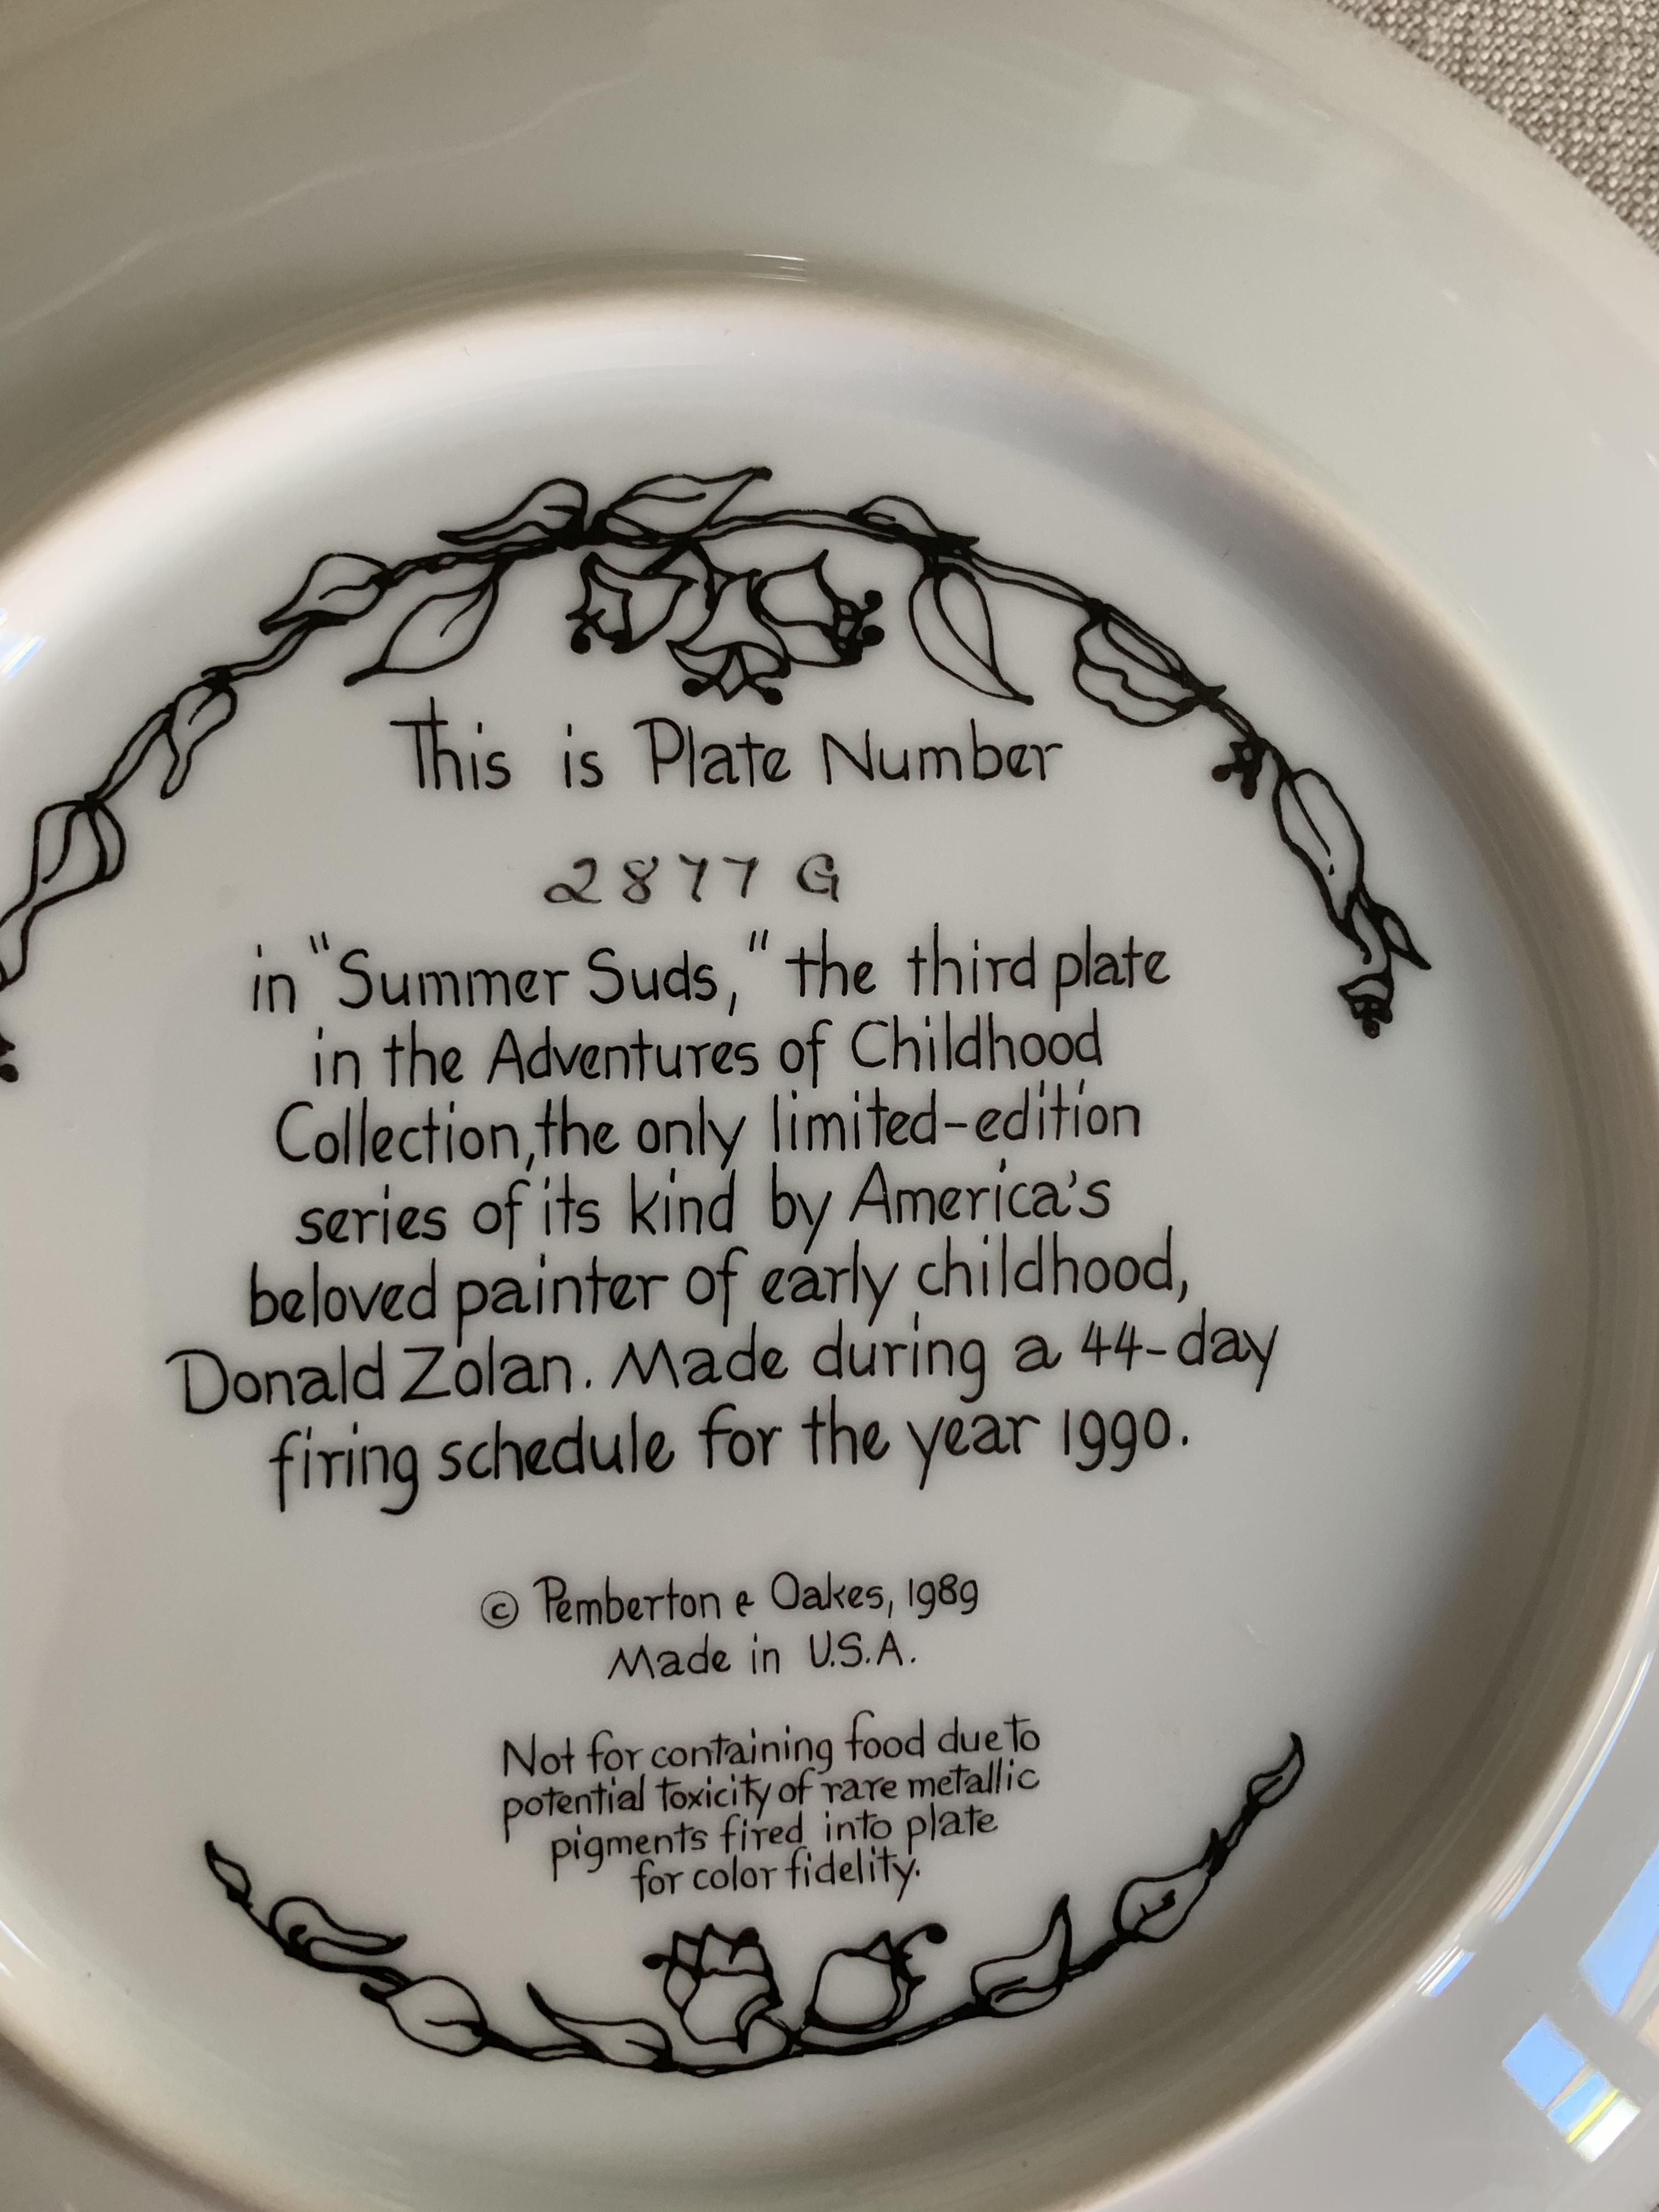 This is Plate Number
2877 G
in "Summer Suds," the third plate
in the Adventures of Childhood
Collection, the only limited-edition
series of its kind by America's
beloved painter of early childhood,
Donald Zolan. Made during a 44-day
firing schedule for the year 1990.
© Pemberton & Oakes, 1989
Made in U.S.A.
Not for containing food due to
potential toxicity of rare metallic
pigments fired into plate
for color fidelity.